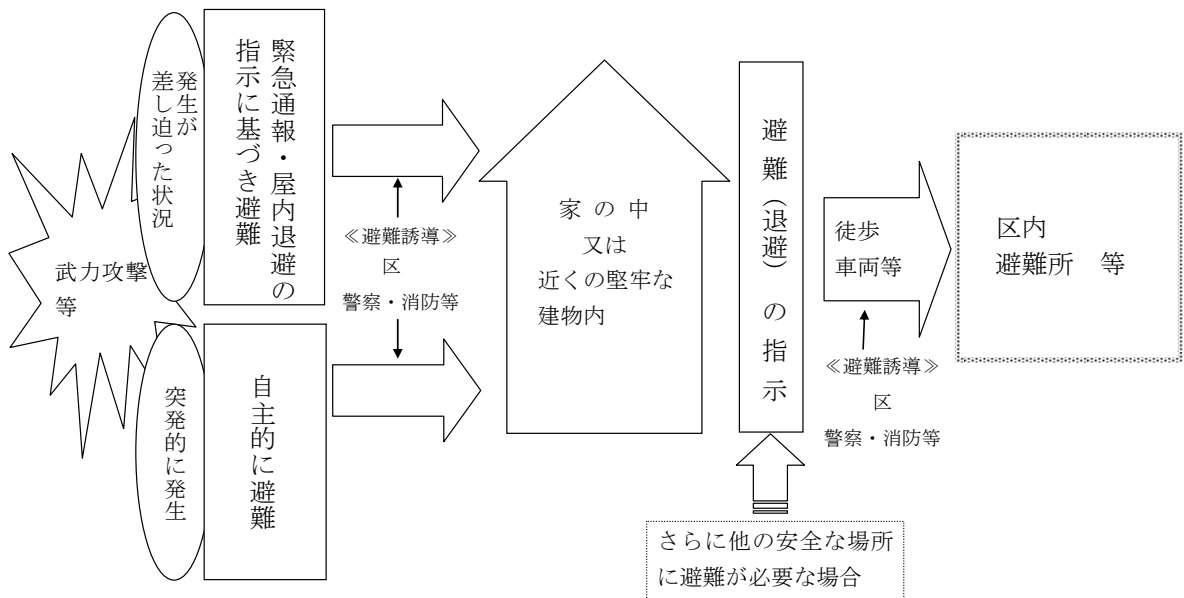 武力攻撃
等
発生が
差し迫った状況
緊急通報・屋内退避の
指示に基づき避難
突発的に発生
自主的に避難
≪避難誘導≫
区
警察・消防等
家 の 中
又は
近くの堅牢な
建物内
避難（退避）の指示
さらに他の安全な場所
に避難が必要な場合
徒歩
車両等
≪避難誘導≫
区
警察・消防等
区内
避難所　等